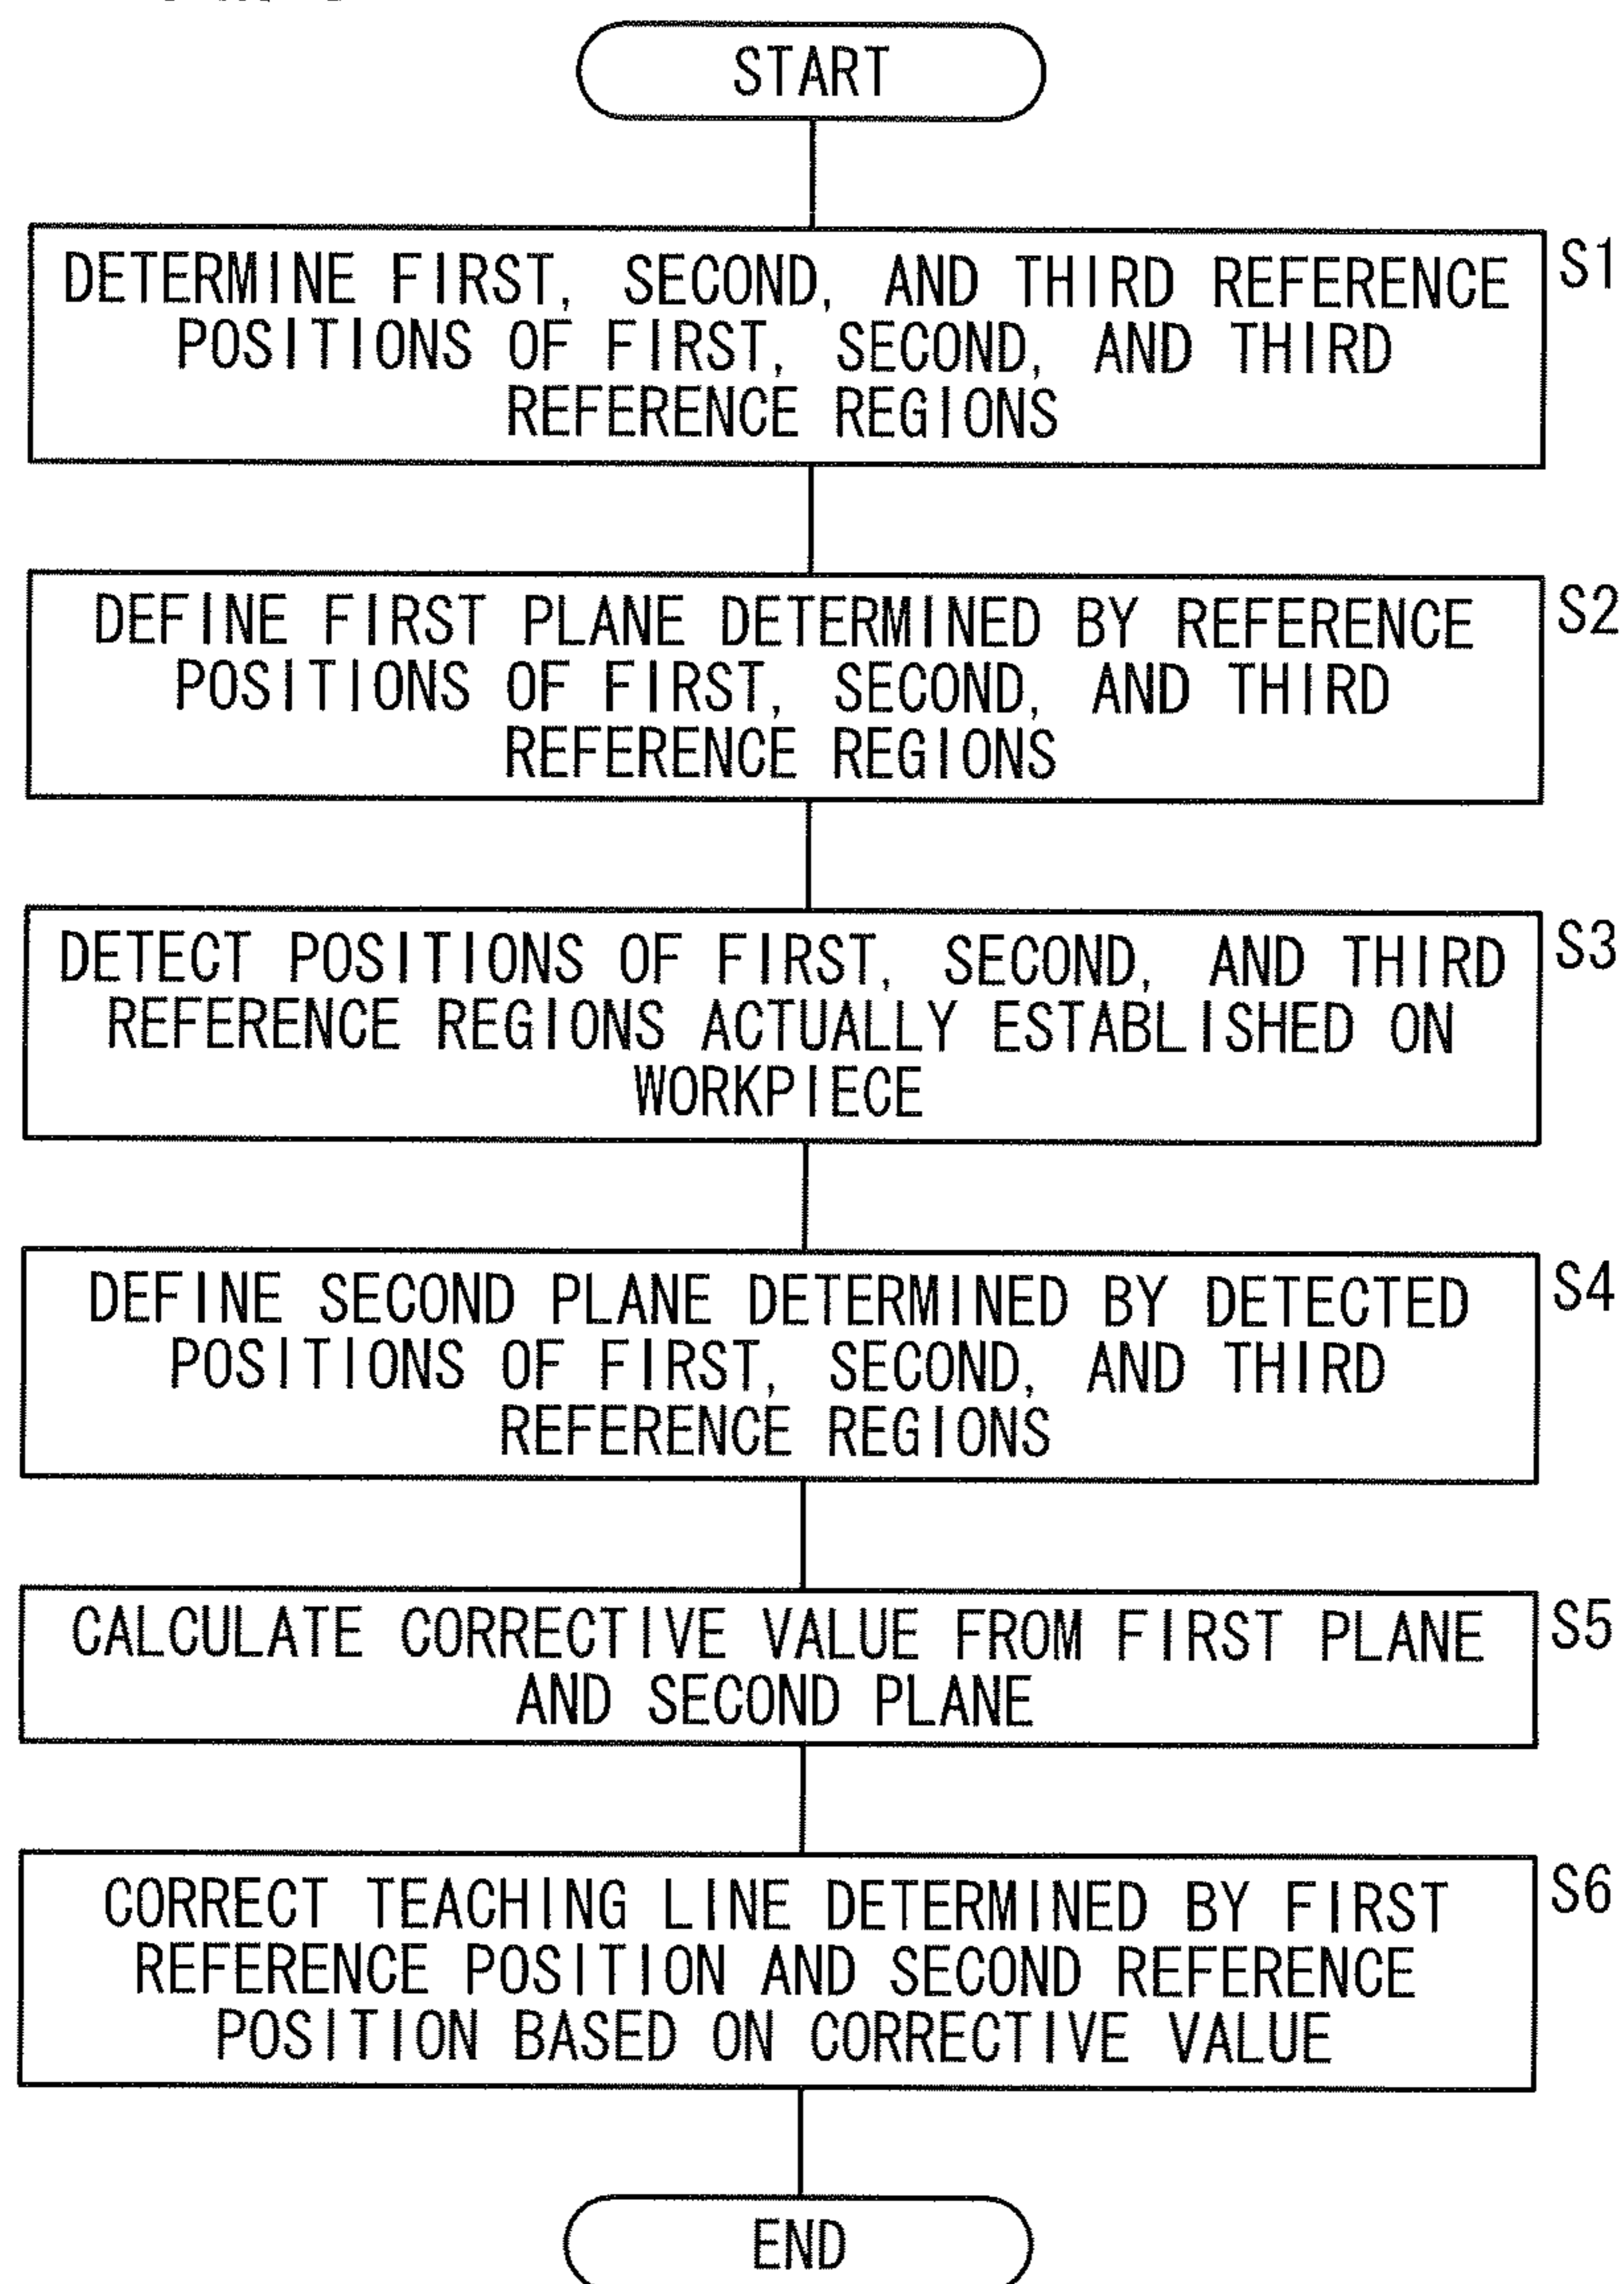 START
DETERMINE FIRST, SECOND, AND THIRD REFERENCE
POSITIONS OF FIRST, SECOND, AND THIRD
REFERENCE REGIONS
S1
DEFINE FIRST PLANE DETERMINED BY REFERENCE
POSITIONS OF FIRST, SECOND, AND THIRD
REFERENCE REGIONS
S2
DETECT POSITIONS OF FIRST, SECOND, AND THIRD
REFERENCE REGIONS ACTUALLY ESTABLISHED ON
WORKPIECE
S3
DEFINE SECOND PLANE DETERMINED BY DETECTED
POSITIONS OF FIRST, SECOND, AND THIRD
REFERENCE REGIONS
S4
CALCULATE CORRECTIVE VALUE FROM FIRST PLANE
AND SECOND PLANE
S5
CORRECT TEACHING LINE DETERMINED BY FIRST
REFERENCE POSITION AND SECOND REFERENCE
POSITION BASED ON CORRECTIVE VALUE
S6
END